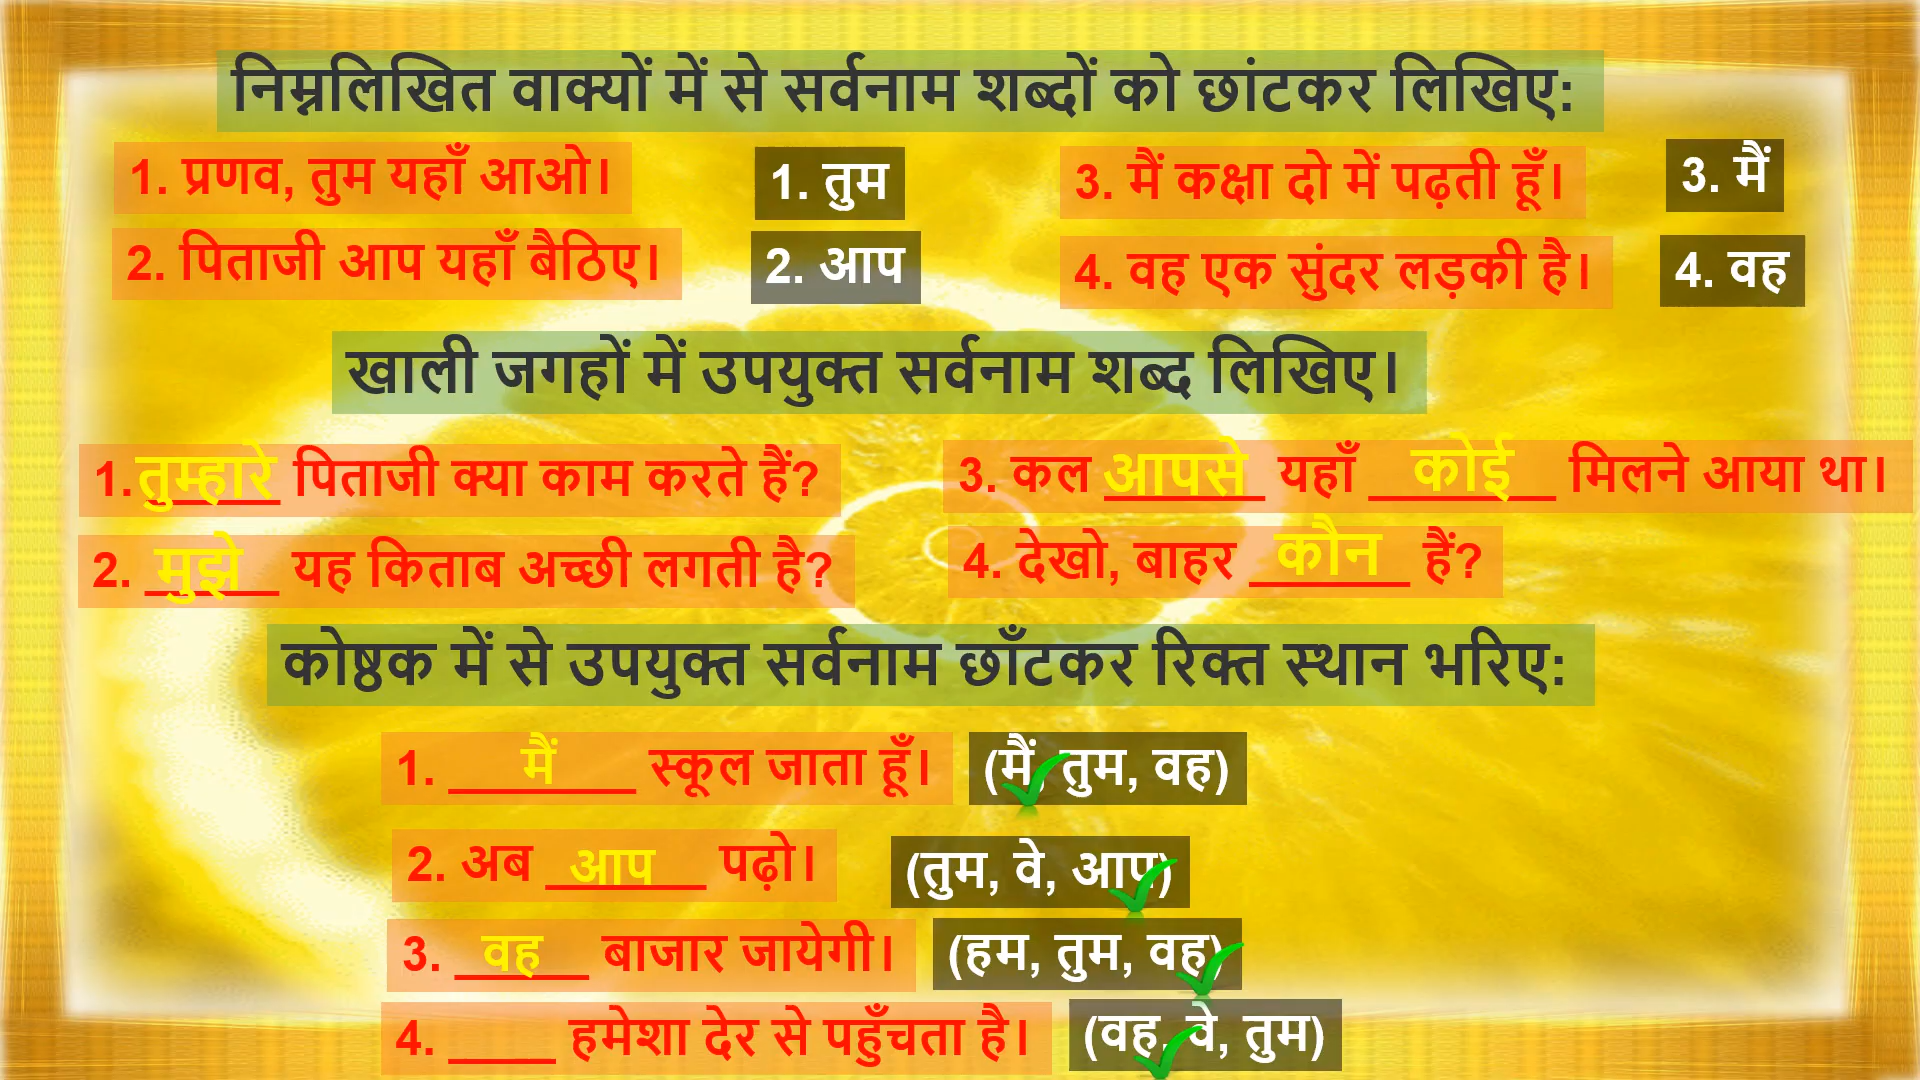 निम्नलिखित वाक्यों में से सर्वनाम शब्दों को छांटकर लिखिए:
1. प्रणव, तुम यहाँ आओ।
1. तुम
3. मैं कक्षा दो में पढ़ती हूँ।
3. मैं
2. पिताजी आप यहाँ बैठिए।
2. आप
4. वह एक सुंदर लड़की है।
4. वह
खाली जगहों में उपयुक्त सर्वनाम शब्द लिखिए।
1. तुम्हारे पिताजी क्या काम करते हैं?
3. कल आपसे यहाँ कोई मिलने आया था।
2. मुझे यह किताब अच्छी लगती है?
4. देखो, बाहर कौन हैं?
कोष्ठक में से उपयुक्त सर्वनाम छाँटकर रिक्त स्थान भरिए:
1. मैं स्कूल जाता हूँ। (मैं, तुम, वह)
2. अब आप पढ़ो। (तुम, वे, आप)
3. वह बाजार जायेगी। (हम, तुम, वह)
4. ____ हमेशा देर से पहुँचता है। (वह, वे, तुम)